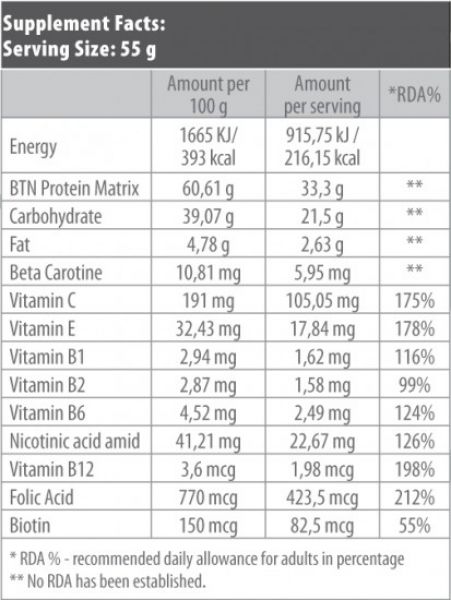 Supplement Facts:
Serving Size: 55 g
Amount per 100 g Amount per serving *RDA%
Energy 1665 KJ/ 393 kcal 915,75 kJ / 216,15 kcal
BTN Protein Matrix 60,61 g 33,3 g **
Carbohydrate 39,07 g 21,5 g **
Fat 4,78 g 2,63 g **
Beta Carotine 10,81 mg 5,95 mg **
Vitamin C 191 mg 105,05 mg 175%
Vitamin E 32,43 mg 17,84 mg 178%
Vitamin B1 2,94 mg 1,62 mg 116%
Vitamin B2 2,87 mg 1,58 mg 99%
Vitamin B6 4,52 mg 2,49 mg 124%
Nicotinic acid amid 41,21 mg 22,67 mg 126%
Vitamin B12 3,6 mcg 1,98 mcg 198%
Folic Acid 770 mcg 423,5 mcg 212%
Biotin 150 mcg 82,5 mcg 55%
* RDA % - recommended daily allowance for adults in percentage
** No RDA has been established.